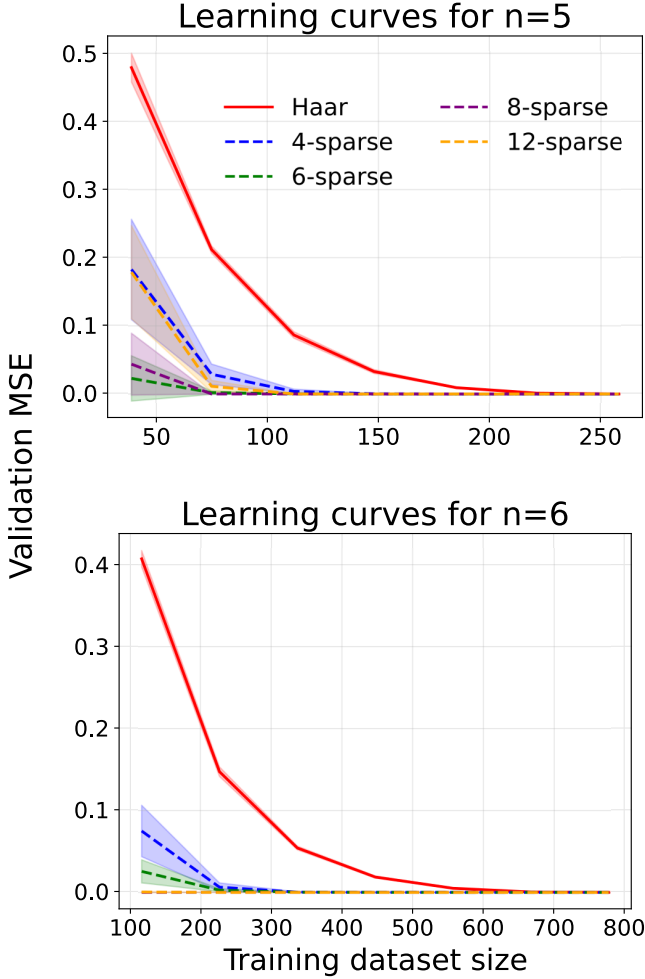 Learning curves for n=5
0.5
0.4
0.3
0.2
0.1
0.0
Haar
4-sparse
6-sparse
8-sparse
12-sparse
50 100 150 200 250
Validation MSE
Learning curves for n=6
0.4
0.3
0.2
0.1
0.0
100 200 300 400 500 600 700 800
Training dataset size